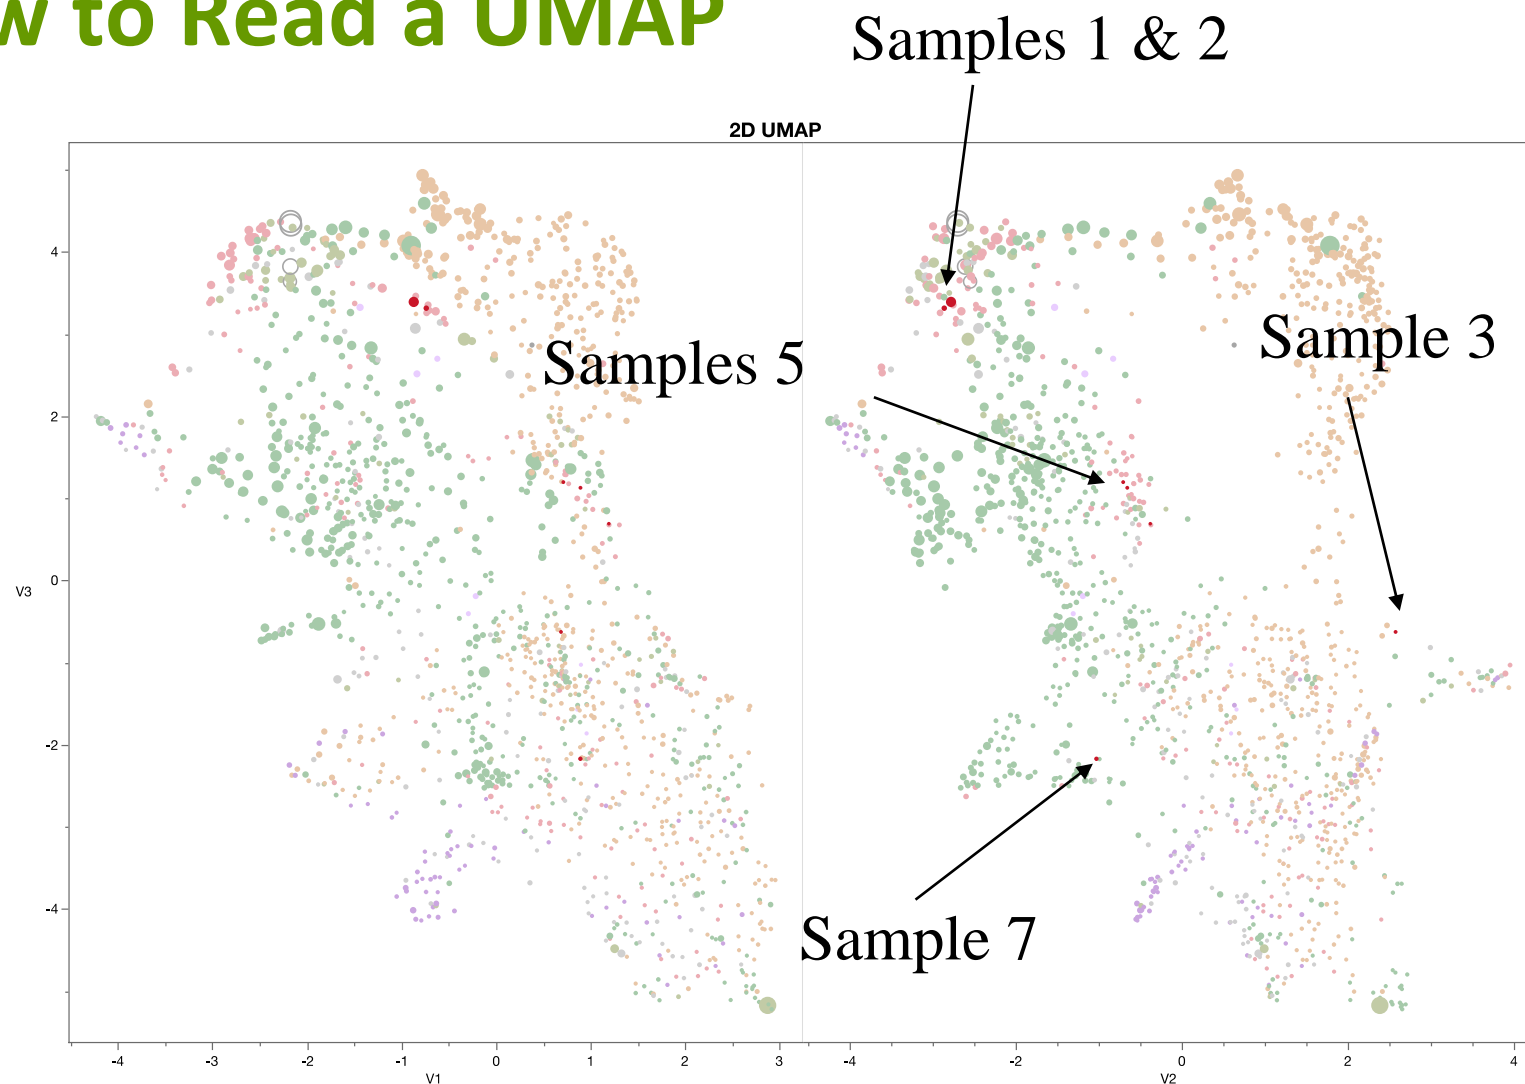 w to Read a UMAP
Samples 1 & 2
2D UMAP
Samples 5
Sample 3
Sample 7
4
2
0
-2
-4
V3
-4 -3 -2 -1 0 1 2 3
V1
-4 -2 0 2 4
V2